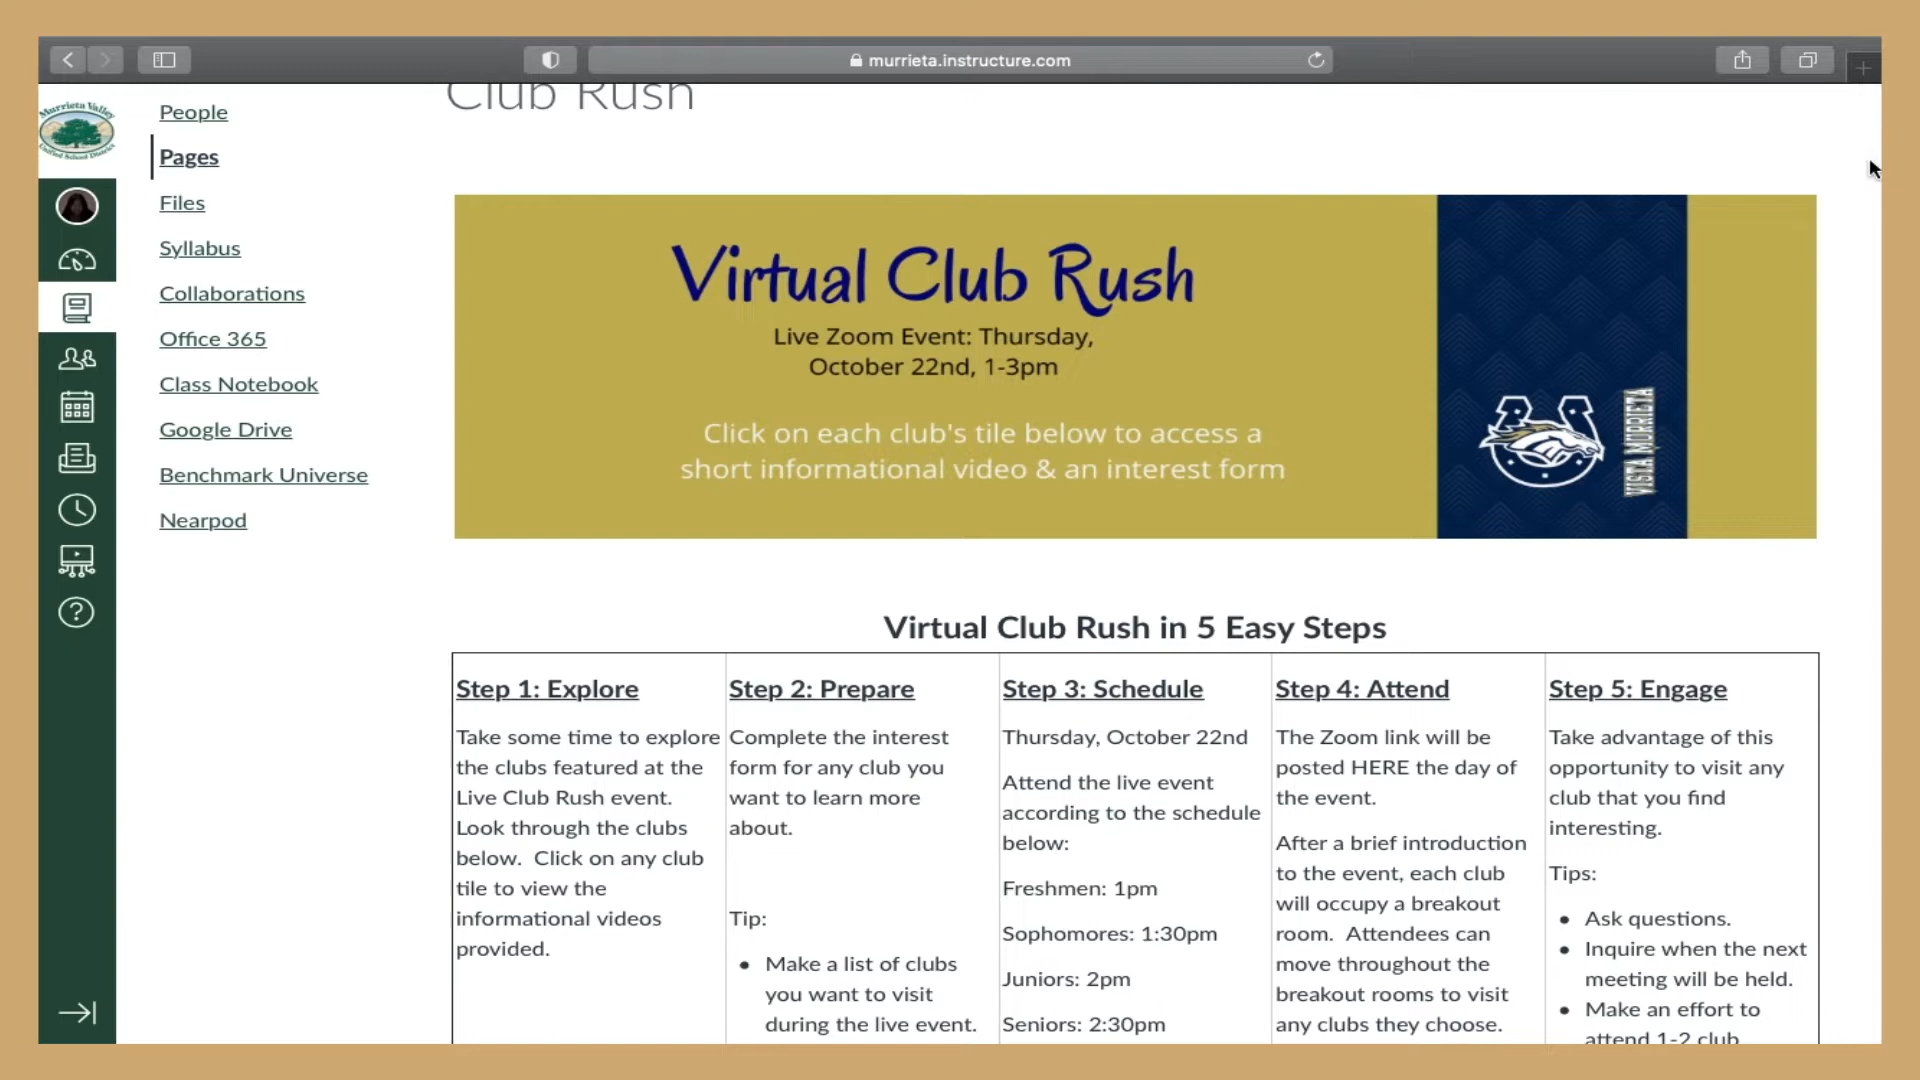 murrieta.instructure.com
Murrieta Valley
Unified School District
People
Pages
Files
Syllabus
Collaborations
Office 365
Class Notebook
Google Drive
Benchmark Universe
Nearpod
Club Rush
Virtual Club Rush
Live Zoom Event: Thursday,
October 22nd, 1-3pm
Click on each club's tile below to access a
short informational video & an interest form
VISTA MURRIETA
Virtual Club Rush in 5 Easy Steps
Step 1: Explore
Take some time to explore
the clubs featured at the
Live Club Rush event.
Look through the clubs
below. Click on any club
tile to view the
informational videos
provided.
Step 2: Prepare
Complete the interest
form for any club you
want to learn more
about.
Tip:
• Make a list of clubs
you want to visit
during the live event.
Step 3: Schedule
Thursday, October 22nd
Attend the live event
according to the schedule
below:
Freshmen: 1pm
Sophomores: 1:30pm
Juniors: 2pm
Seniors: 2:30pm
Step 4: Attend
The Zoom link will be
posted HERE the day of
the event.
After a brief introduction
to the event, each club
will occupy a breakout
room. Attendees can
move throughout the
breakout rooms to visit
any clubs they choose.
Step 5: Engage
Take advantage of this
opportunity to visit any
club that you find
interesting.
Tips:
• Ask questions.
• Inquire when the next
meeting will be held.
• Make an effort to
attend 1-2 club